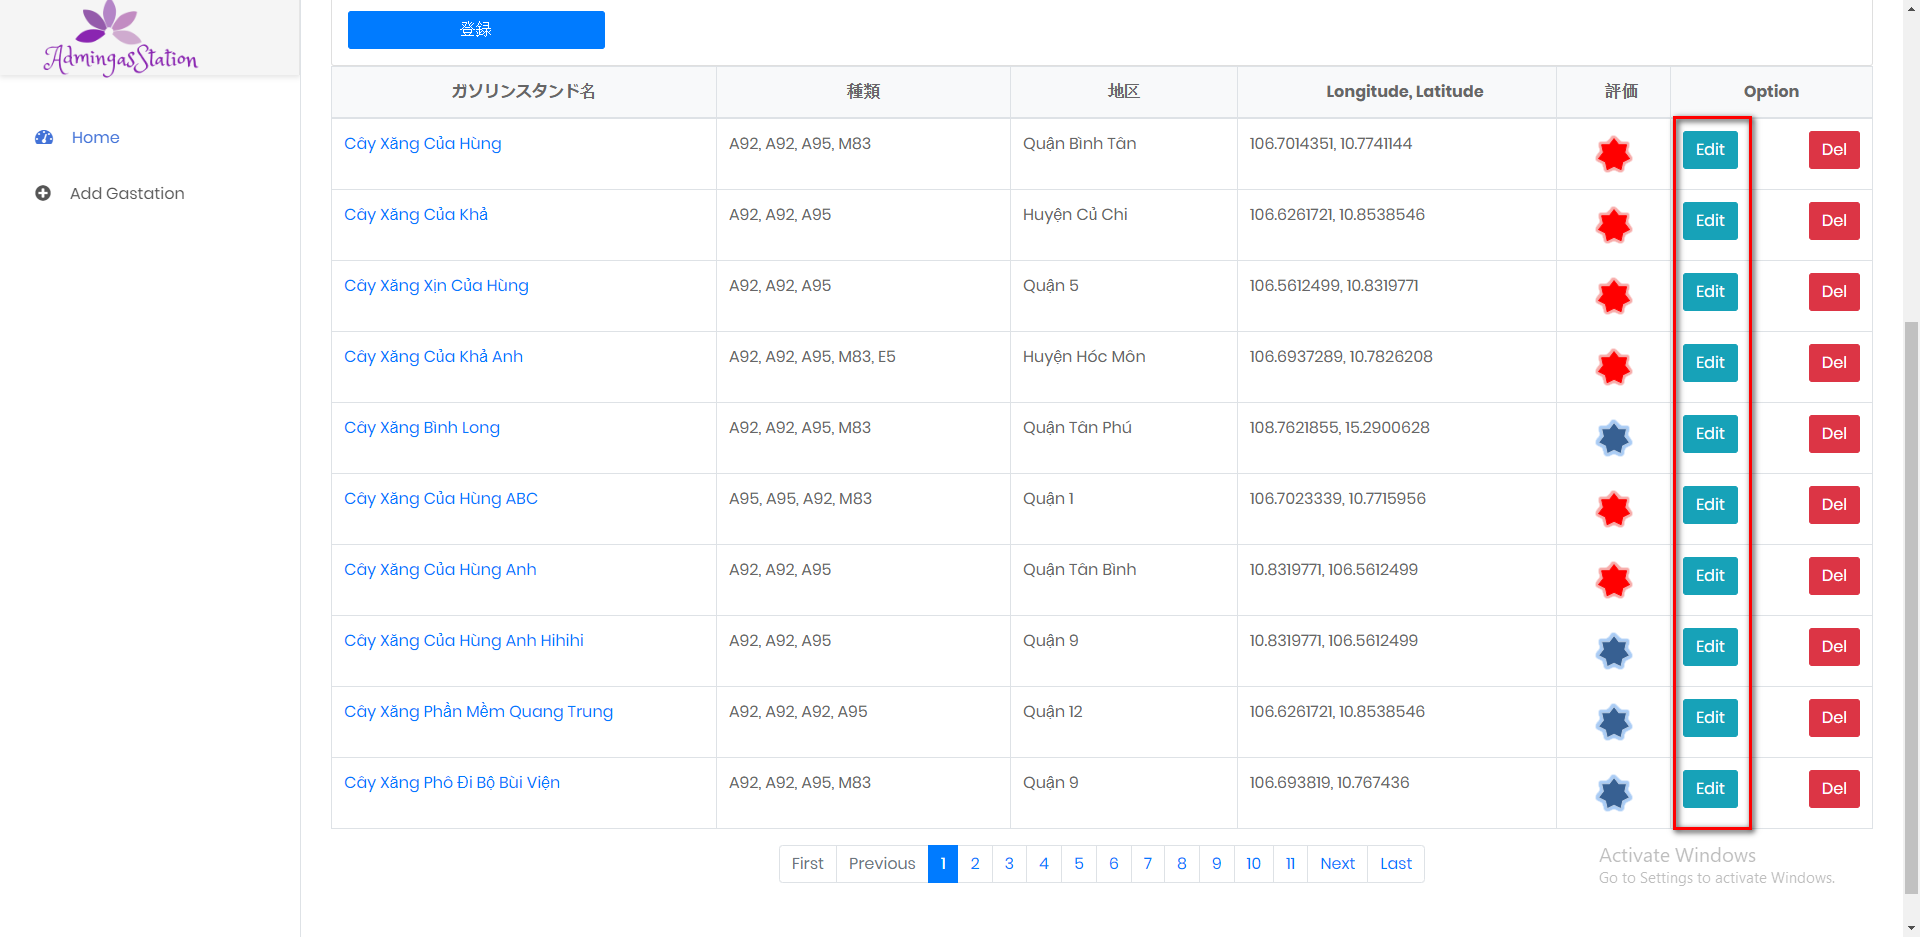 登録
AdmingasStation
Home
Add Gastation
ガソリンスタンド名 種類 地区 Longitude, Latitude 評価 Option
Cây Xăng Của Hùng A92, A92, A95, M83 Quận Bình Tân 106.7014351, 10.7741144 Edit Del
Cây Xăng Của Khả A92, A92, A95 Huyện Củ Chi 106.6261721, 10.8538546 Edit Del
Cây Xăng Xịn Của Hùng A92, A92, A95 Quận 5 106.5612499, 10.8319771 Edit Del
Cây Xăng Của Khả Anh A92, A92, A95, M83, E5 Huyện Hóc Môn 106.6937289, 10.7826208 Edit Del
Cây Xăng Bình Long A92, A92, A95, M83 Quận Tân Phú 108.7621855, 15.2900628 Edit Del
Cây Xăng Của Hùng ABC A95, A95, A92, M83 Quận 1 106.7023339, 10.7715956 Edit Del
Cây Xăng Của Hùng Anh A92, A92, A95 Quận Tân Bình 10.8319771, 106.5612499 Edit Del
Cây Xăng Của Hùng Anh Hihihi A92, A92, A95 Quận 9 10.8319771, 106.5612499 Edit Del
Cây Xăng Phần Mềm Quang Trung A92, A92, A92, A95 Quận 12 106.6261721, 10.8538546 Edit Del
Cây Xăng Phô Đi Bộ Bùi Viện A92, A92, A95, M83 Quận 9 106.693819, 10.767436 Edit Del
First Previous 1 2 3 4 5 6 7 8 9 10 11 Next Last
Activate Windows
Go to Settings to activate Windows.